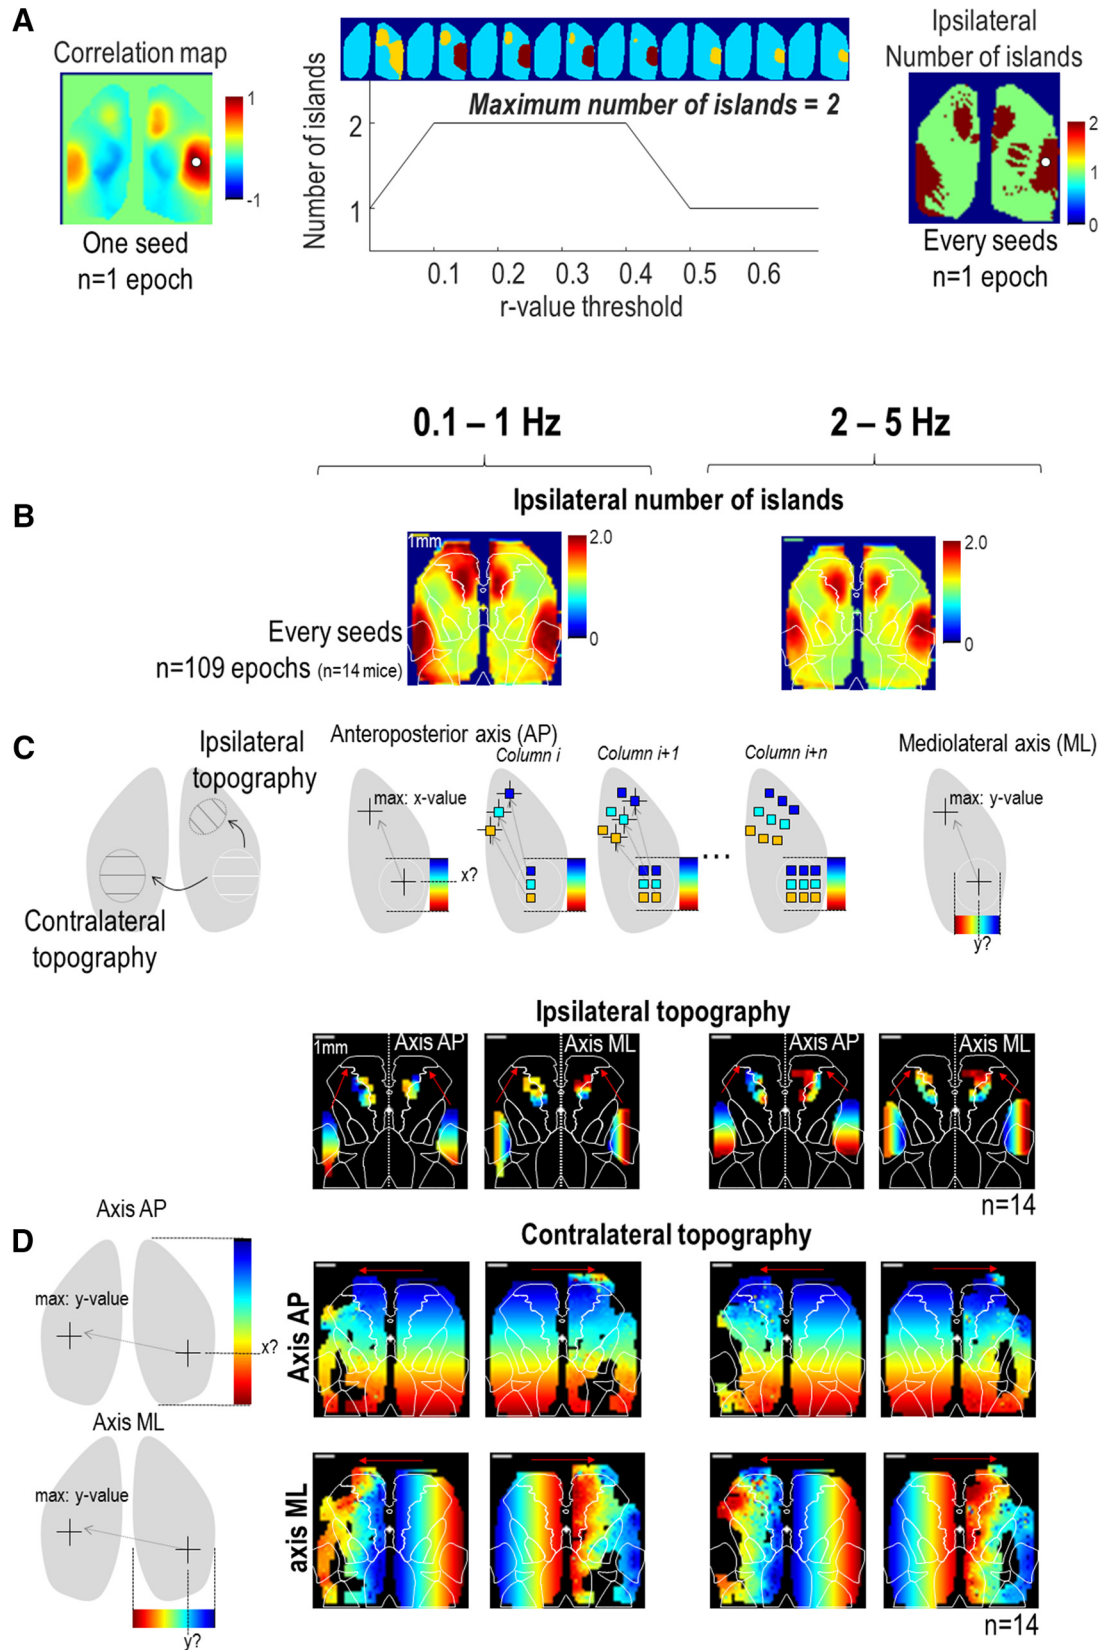 A
Correlation map
1
-1
One seed
n=1 epoch
Number of islands
Maximum number of islands = 2
2
1
0.1 0.2 0.3 0.4 0.5 0.6
r-value threshold
Ipsilateral
Number of islands
2
1
0
Every seeds
n=1 epoch
0.1 – 1 Hz
2 – 5 Hz
Ipsilateral number of islands
B
1mm
2.0
0
2.0
0
Every seeds
n=109 epochs (n=14 mice)
C
Ipsilateral
topography
Contralateral
topography
Anteroposterior axis (AP)
Column i
Column i+1
Column i+n
Mediolateral axis (ML)
max: x-value
x?
...
max: y-value
y?
Ipsilateral topography
1mm
Axis AP
Axis ML
Axis AP
Axis ML
n=14
D
Axis AP
max: y-value
x?
Axis ML
max: y-value
y?
Contralateral topography
Axis AP
axis ML
n=14